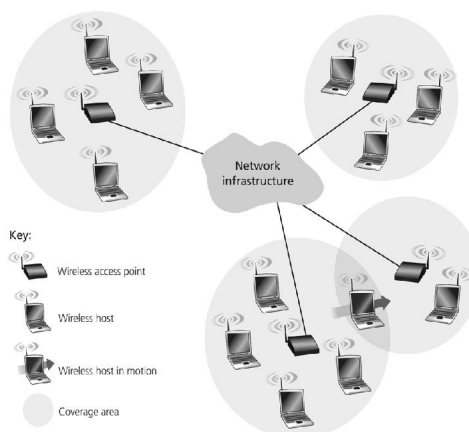 Network
infrastructure
Key:
Wireless access point
Wireless host
Wireless host in motion
Coverage area